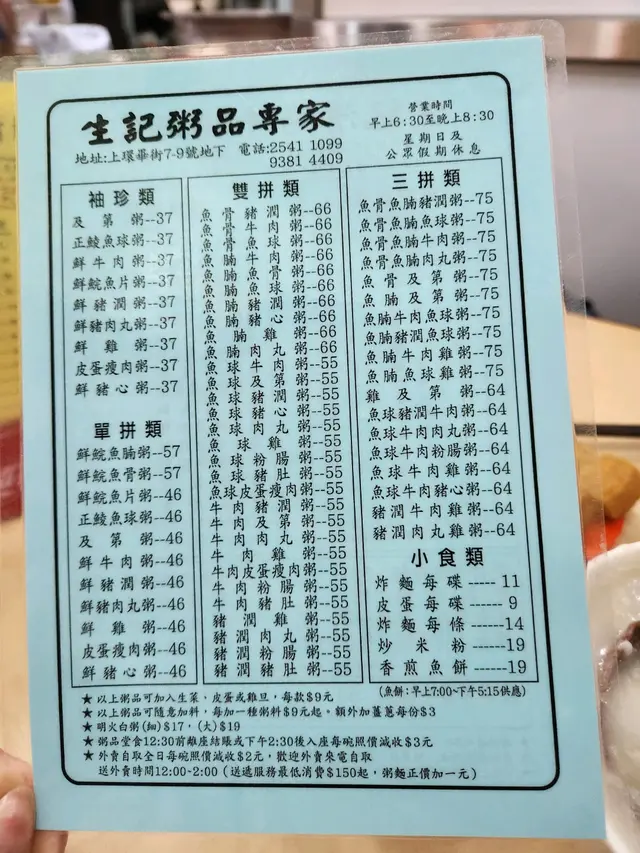 生記粥品專家
地址:上環華街7-9號地下 電話:2541 1099
9381 4409
營業時間
早上6:30至晚上8:30
星期日及
公眾假期休息
袖珍類
及第粥--37
正鯪魚球粥--37
鮮牛肉粥--37
鮮鯇魚片粥--37
鮮豬潤粥--37
鮮豬肉丸粥--37
鮮雞粥--37
皮蛋瘦肉粥--37
鮮豬心粥--37
單拼類
鮮鯇魚腩粥--57
鮮鯇魚骨粥--57
鮮鯇魚片粥--46
正鯪魚球粥--46
及第粥--46
鮮牛肉粥--46
鮮豬潤粥--46
鮮豬肉丸粥--46
鮮雞粥--46
皮蛋瘦肉粥--46
鮮豬心粥--46
雙拼類
魚骨豬潤粥--66
魚骨牛肉粥--66
魚骨魚球粥--66
魚腩牛肉粥--66
魚腩魚骨粥--66
魚腩魚球粥--66
魚腩豬潤粥--66
魚腩豬心粥--66
魚腩雞粥--66
魚腩肉丸粥--66
魚球牛肉粥--55
魚球及第粥--55
魚球豬潤粥--55
魚球豬心粥--55
魚球肉丸粥--55
魚球雞粥--55
魚球粉腸粥--55
魚球豬肚粥--55
魚球皮蛋瘦肉粥--55
牛肉豬潤粥--55
牛肉及第粥--55
牛肉肉丸粥--55
牛肉雞粥--55
牛肉皮蛋瘦肉粥--55
牛肉粉腸粥--55
牛肉豬肚粥--55
豬潤雞粥--55
豬潤肉丸粥--55
豬潤粉腸粥--55
豬潤豬肚粥--55
三拼類
魚骨魚腩豬潤粥--75
魚骨魚腩魚球粥--75
魚骨魚腩牛肉粥--75
魚骨魚腩肉丸粥--75
魚骨及第粥--75
魚腩及第粥--75
魚腩牛肉魚球粥--75
魚腩豬潤魚球粥--75
魚腩牛肉雞粥--75
魚腩魚球雞粥--75
雞及第粥--64
魚球豬潤牛肉粥--64
魚球牛肉肉丸粥--64
魚球牛肉粉腸粥--64
魚球牛肉雞粥--64
魚球牛肉豬心粥--64
豬潤牛肉雞粥--64
豬潤肉丸雞粥--64
小食類
炸麵每碟-----11
皮蛋每碟-----9
炸麵每條-----14
炒米粉-----19
香煎魚餅-----19
(魚餅:早上7:00~下午5:15供應)
★以上粥品可加入生菜、皮蛋或雞旦，每款$9元
★以上粥品可隨意加料，每加一種粥料$9元起。額外加薑蔥每份$3
★明火白粥(細)$17，(大)$19
★粥品堂食12:30前離座結賬或下午2:30後入座每碗照價減收$3元
★外賣自取全日每碗照價減收$2元，歡迎外賣來電自取
送外賣時間12:00-2:00 (送遞服務最低消費$150起，粥麵正價加一元)